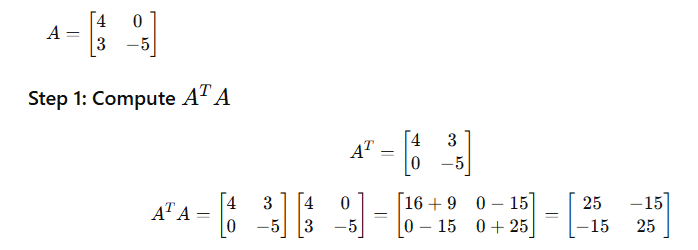 A = [4 0; 3 −5]
Step 1: Compute AᵀA
Aᵀ = [4 3; 0 −5]
AᵀA = [4 3; 0 −5] [4 0; 3 −5] = [16 + 9 0 − 15; 0 − 15 0 + 25] = [25 −15; −15 25]